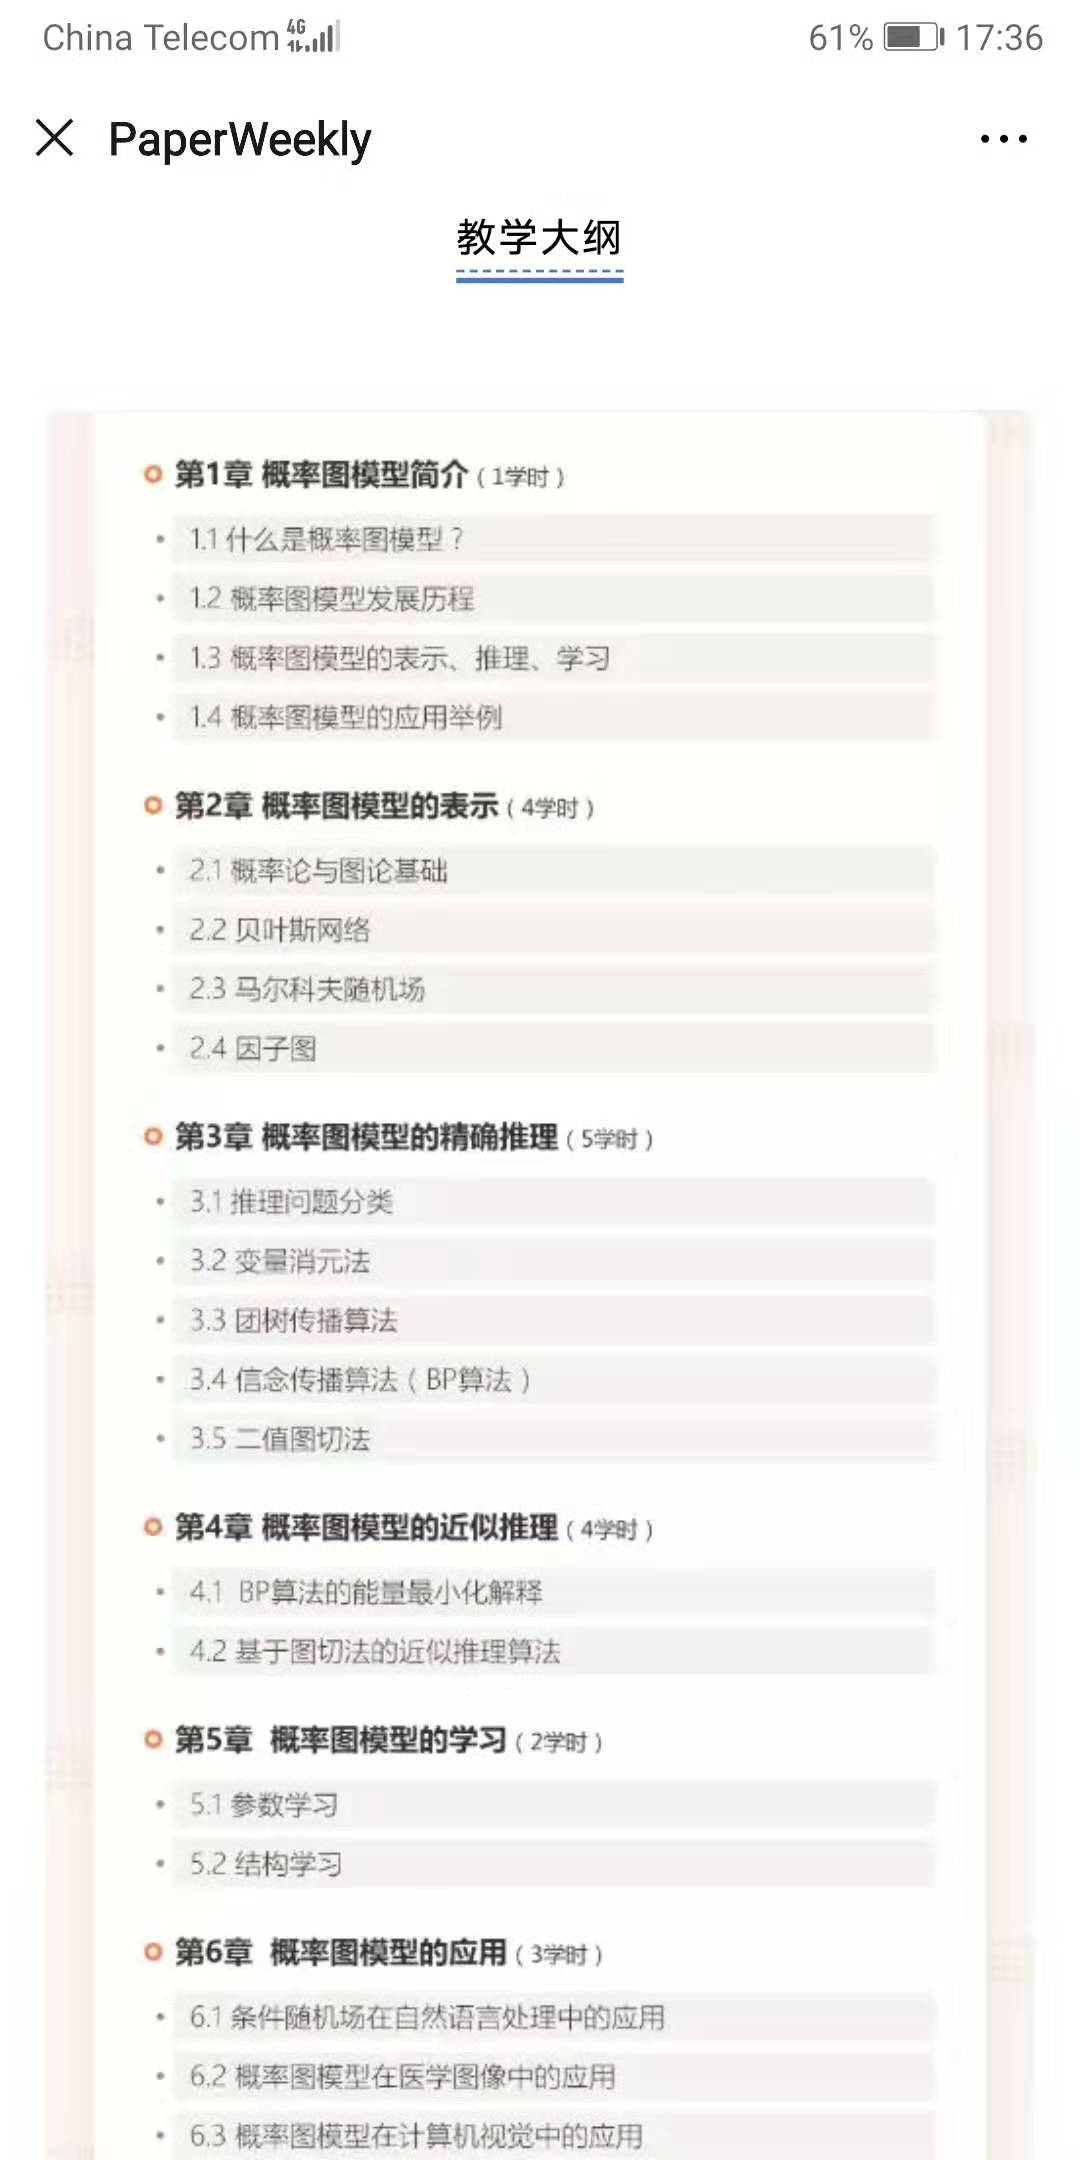 China Telecom 4G 61% 17:36
PaperWeekly
教学大纲
第1章 概率图模型简介（1学时）
1.1 什么是概率图模型？
1.2 概率图模型发展历程
1.3 概率图模型的表示、推理、学习
1.4 概率图模型的应用举例
第2章 概率图模型的表示（4学时）
2.1 概率论与图论基础
2.2 贝叶斯网络
2.3 马尔科夫随机场
2.4 因子图
第3章 概率图模型的精确推理（5学时）
3.1 推理问题分类
3.2 变量消元法
3.3 团树传播算法
3.4 信念传播算法（BP算法）
3.5 二值图切法
第4章 概率图模型的近似推理（4学时）
4.1 BP算法的能量最小化解释
4.2 基于图切法的近似推理算法
第5章 概率图模型的学习（2学时）
5.1 参数学习
5.2 结构学习
第6章 概率图模型的应用（3学时）
6.1 条件随机场在自然语言处理中的应用
6.2 概率图模型在医学图像中的应用
6.3 概率图模型在计算机视觉中的应用